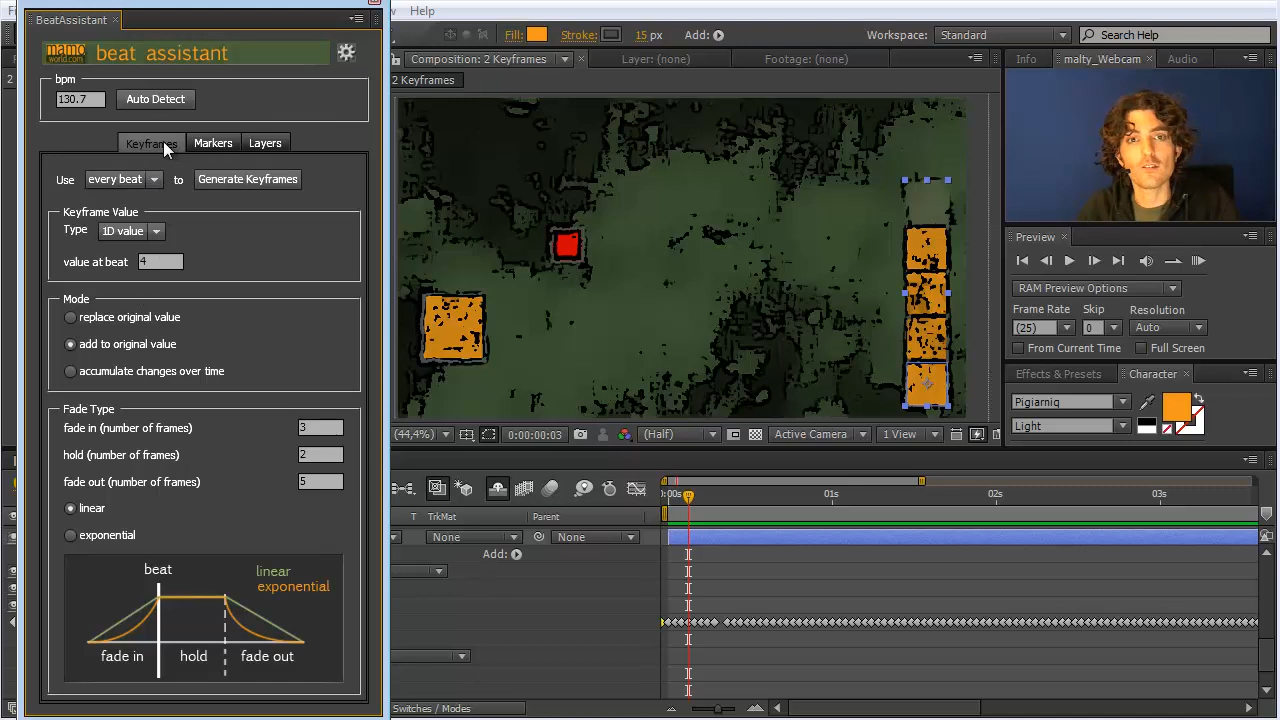 Help
BeatAssistant
mamo world.com beat assistant
Fill: Stroke: 15 px Add:
Workspace: Standard Search Help
Composition: 2 Keyframes Layer: (none) Footage: (none)
Info malty_Webcam Audio
2 2 Keyframes
bpm
130.7 Auto Detect
Keyframes Markers Layers
Use every beat to Generate Keyframes
Keyframe Value
Type 1D value
value at beat 4
Mode
replace original value
add to original value
accumulate changes over time
Fade Type
fade in (number of frames) 3
hold (number of frames) 2
fade out (number of frames) 5
linear
exponential
beat
linear
exponential
fade in hold fade out
Preview
RAM Preview Options
Frame Rate Skip Resolution
(25) 0 Auto
From Current Time Full Screen
Effects & Presets Character
Pigiarniq
Light
(44,4%) 0:00:00:03 (Half) Active Camera 1 View
0:00s 01s 02s 03s
T TrkMat Parent
None None
Add:
Switches / Modes